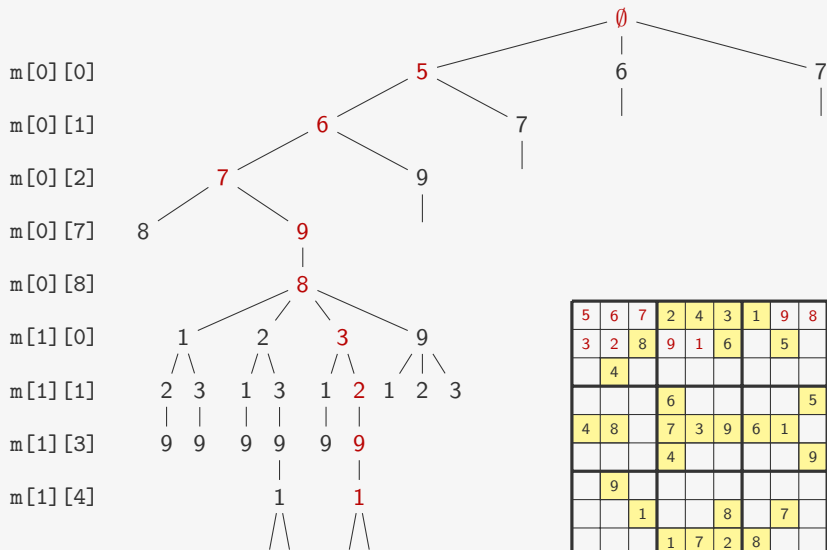 ∅
m[0][0] 5 6 7
m[0][1] 6 7
m[0][2] 7 9
m[0][7] 8 9
m[0][8] 8
m[1][0] 1 2 3 9
m[1][1] 2 3 1 3 1 2 1 2 3
m[1][3] 9 9 9 9 9 9
m[1][4] 1 1
5 6 7 2 4 3 1 9 8
3 2 8 9 1 6 5
4
6 5
4 8 7 3 9 6 1
4 9
9
1 8 7
1 7 2 8